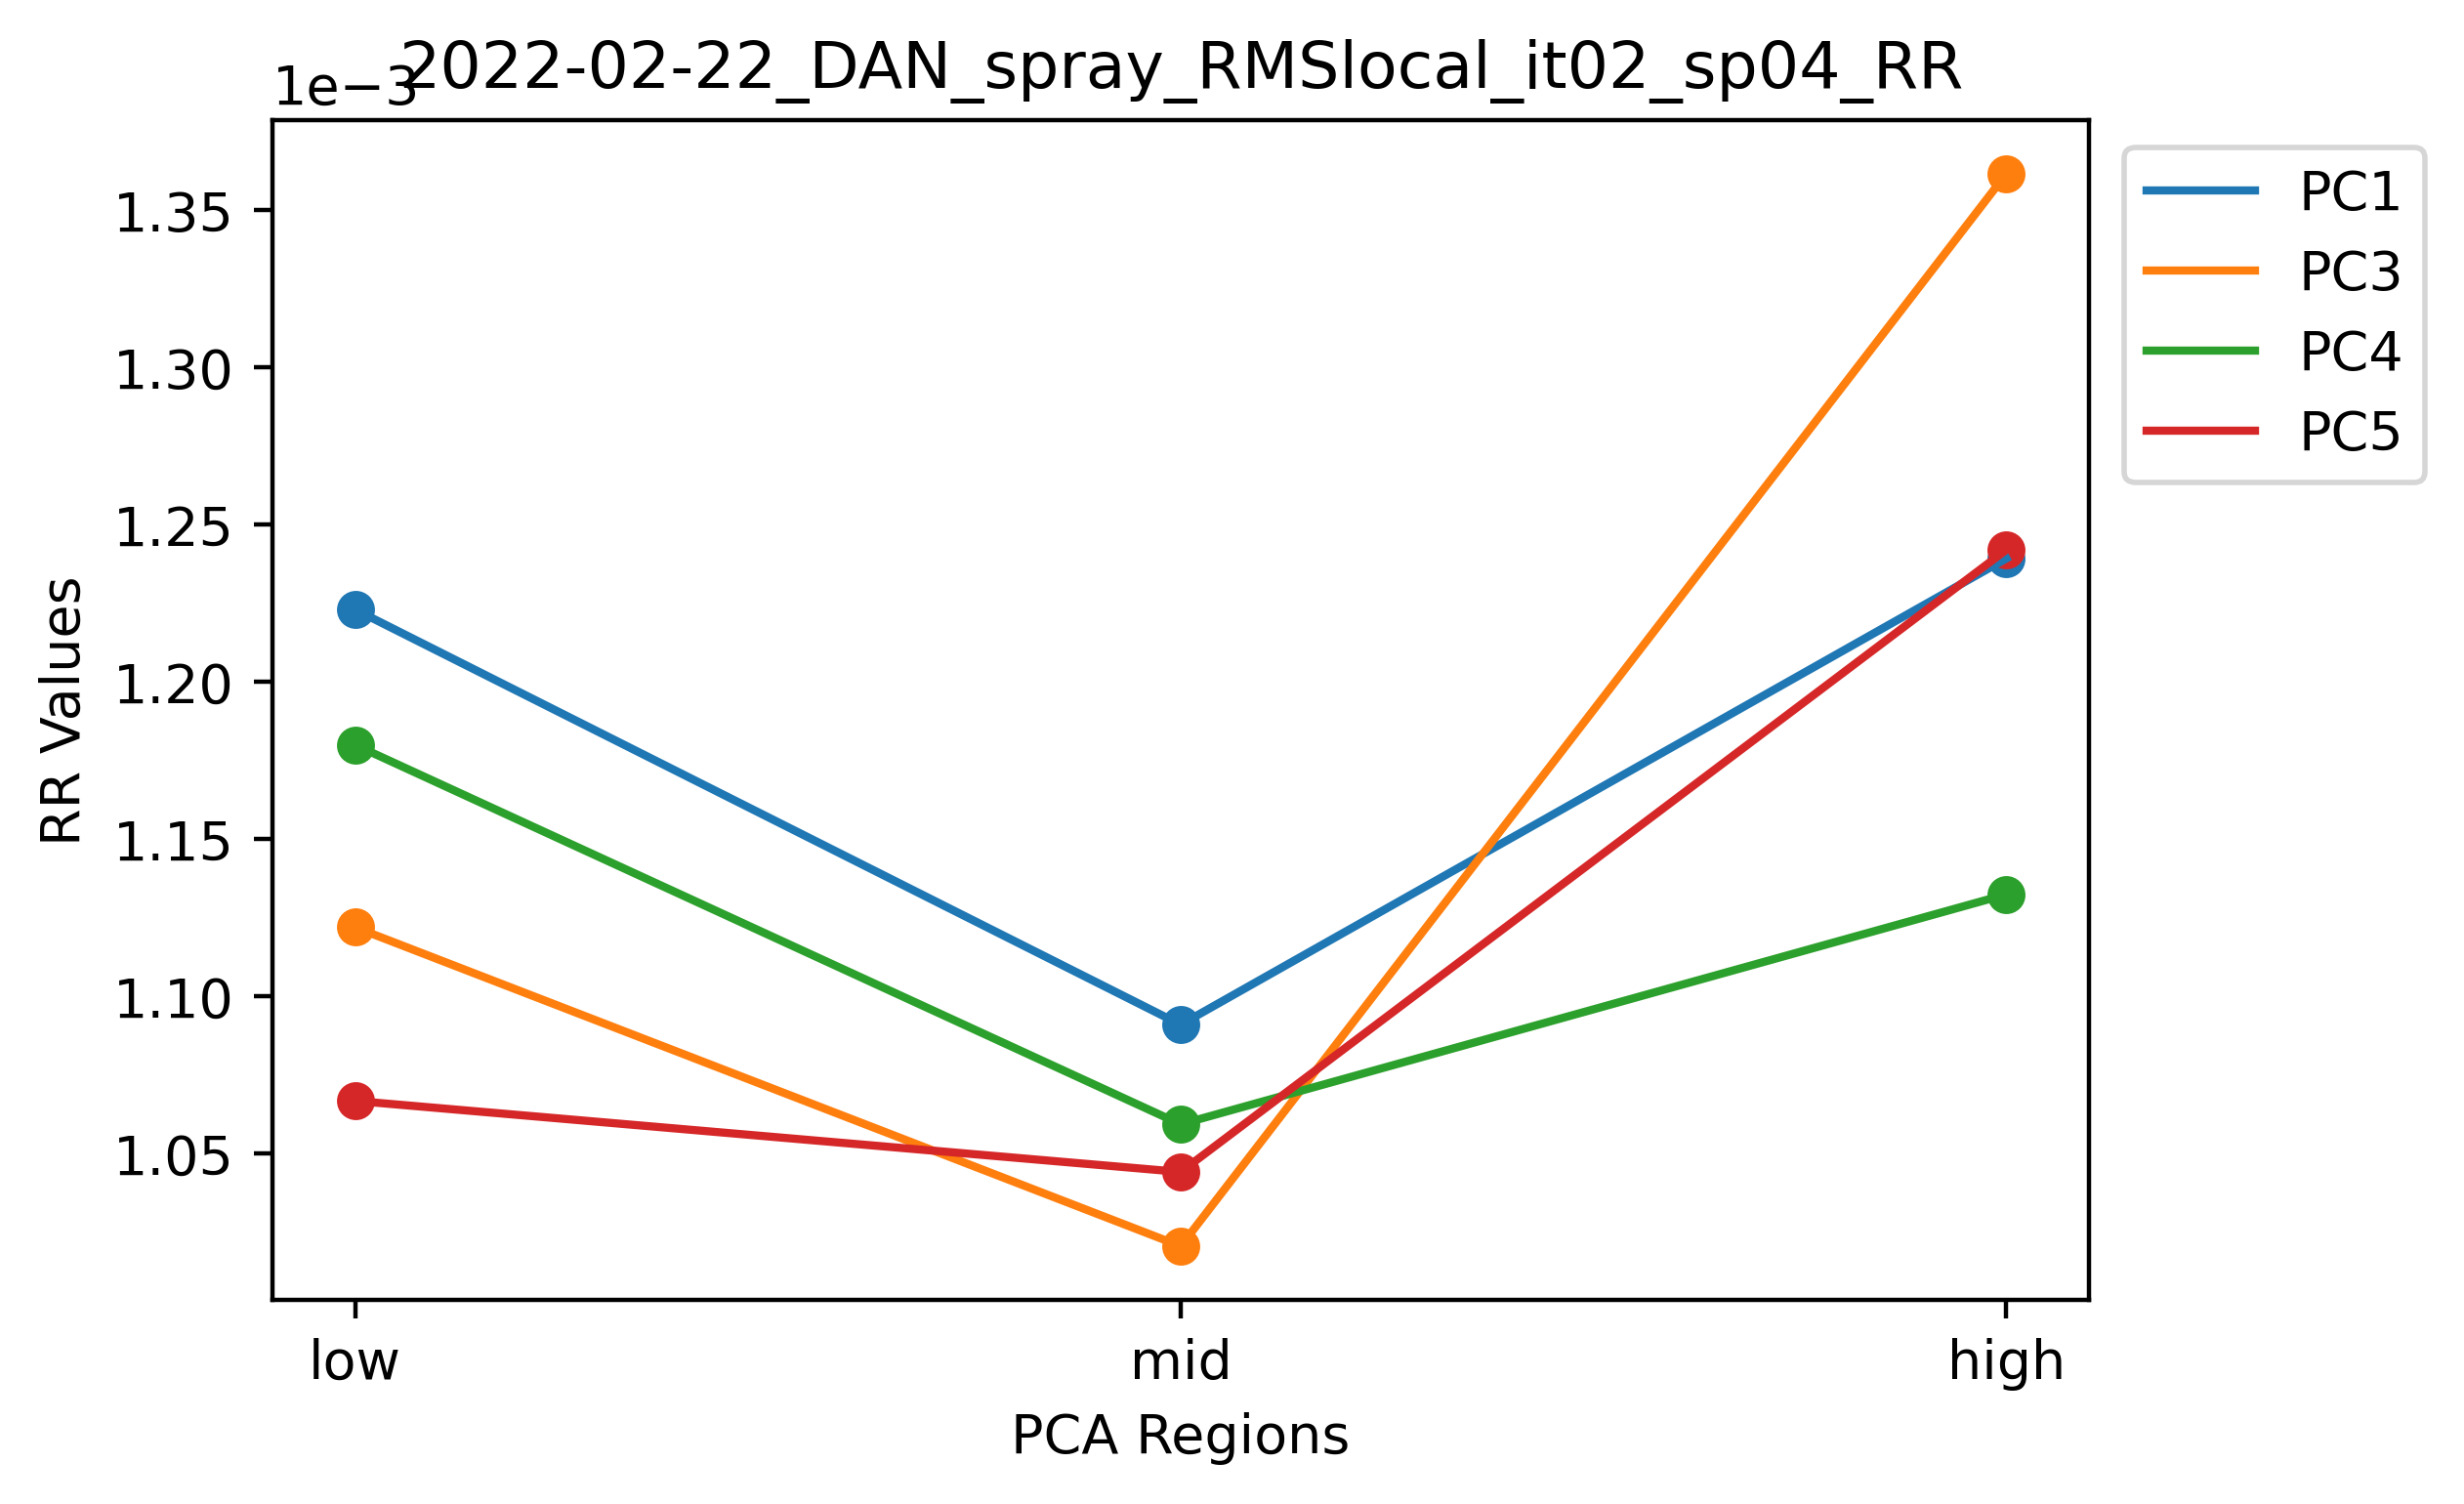 2022-02-22_DAN_spray_RMSlocal_it02_sp04_RR
1e−3
1.35
1.30
1.25
1.20
1.15
1.10
1.05
RR Values
low mid high
PCA Regions
PC1
PC3
PC4
PC5